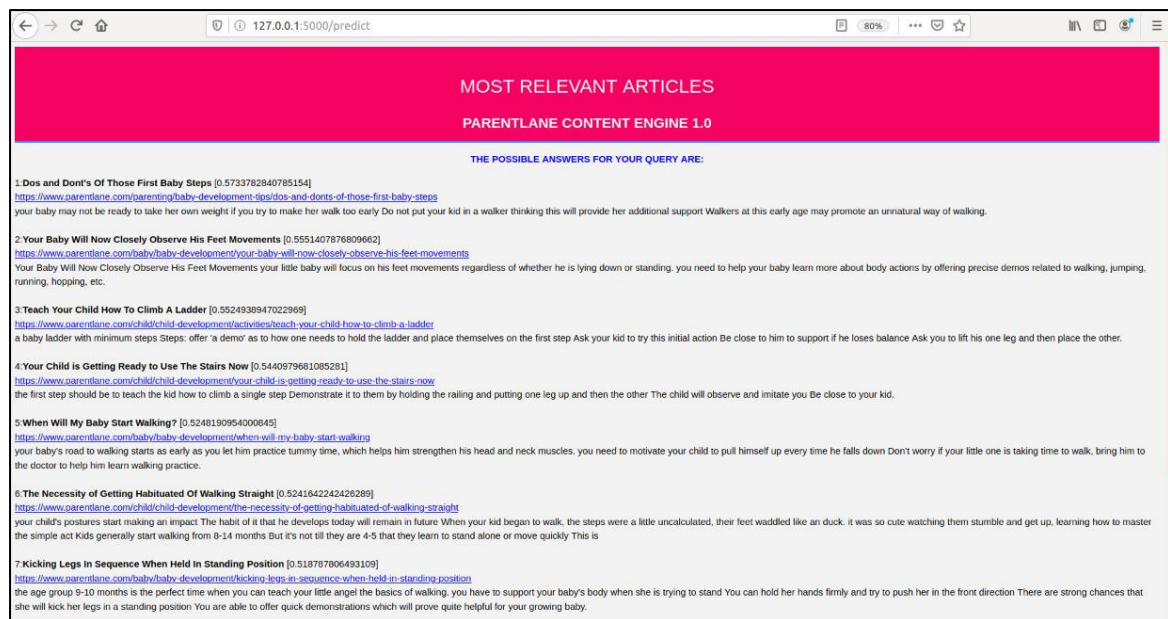 127.0.0.1:5000/predict
80%
MOST RELEVANT ARTICLES
PARENTLANE CONTENT ENGINE 1.0
THE POSSIBLE ANSWERS FOR YOUR QUERY ARE:
1:Dos and Dont's Of Those First Baby Steps [0.5733782840785154]
https://www.parentlane.com/parenting/baby-development-tips/dos-and-donts-of-those-first-baby-steps
your baby may not be ready to take her own weight if you try to make her walk too early Do not put your kid in a walker thinking this will provide her additional support Walkers at this early age may promote an unnatural way of walking.
2:Your Baby Will Now Closely Observe His Feet Movements [0.5551407876809662]
https://www.parentlane.com/baby/baby-development/your-baby-will-now-closely-observe-his-feet-movements
Your Baby Will Now Closely Observe His Feet Movements your little baby will focus on his feet movements regardless of whether he is lying down or standing. you need to help your baby learn more about body actions by offering precise demos related to walking, jumping,
running, hopping, etc.
3:Teach Your Child How To Climb A Ladder [0.5524938947022969]
https://www.parentlane.com/child/child-development/activities/teach-your-child-how-to-climb-a-ladder
a baby ladder with minimum steps Steps: offer 'a demo' as to how one needs to hold the ladder and place themselves on the first step Ask your kid to try this initial action Be close to him to support if he loses balance Ask you to lift his one leg and then place the other.
4:Your Child is Getting Ready to Use The Stairs Now [0.5440979681085281]
https://www.parentlane.com/child/child-development/your-child-is-getting-ready-to-use-the-stairs-now
the first step should be to teach the kid how to climb a single step Demonstrate it to them by holding the railing and putting one leg up and then the other The child will observe and imitate you Be close to your kid.
5:When Will My Baby Start Walking? [0.5248190954000845]
https://www.parentlane.com/baby/baby-development/when-will-my-baby-start-walking
your baby's road to walking starts as early as you let him practice tummy time, which helps him strengthen his head and neck muscles. you need to motivate your child to pull himself up every time he falls down Don't worry if your little one is taking time to walk, bring him to
the doctor to help him learn walking practice.
6:The Necessity of Getting Habituated Of Walking Straight [0.5241642242426289]
https://www.parentlane.com/child/child-development/the-necessity-of-getting-habituated-of-walking-straight
your child's postures start making an impact The habit of it that he develops today will remain in future When your kid began to walk, the steps were a little uncalculated, their feet waddled like an duck. it was so cute watching them stumble and get up, learning how to master
the simple act Kids generally start walking from 8-14 months But it's not till they are 4-5 that they learn to stand alone or move quickly This is
7:Kicking Legs In Sequence When Held In Standing Position [0.518787806493109]
https://www.parentlane.com/baby/baby-development/kicking-legs-in-sequence-when-held-in-standing-position
the age group 9-10 months is the perfect time when you can teach your little angel the basics of walking. you have to support your baby's body when she is trying to stand You can hold her hands firmly and try to push her in the front direction There are strong chances that
she will kick her legs in a standing position You are able to offer quick demonstrations which will prove quite helpful for your growing baby.